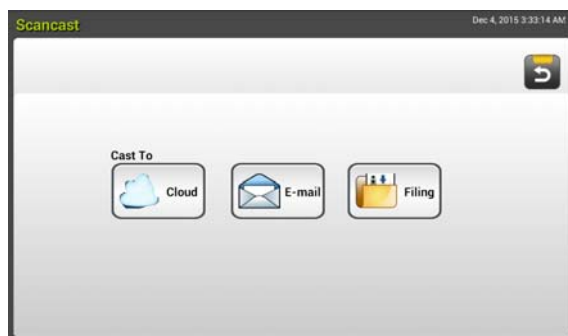 Scancast
Dec 4, 2015 3:33:14 AM
Cast To
Cloud
E-mail
Filing